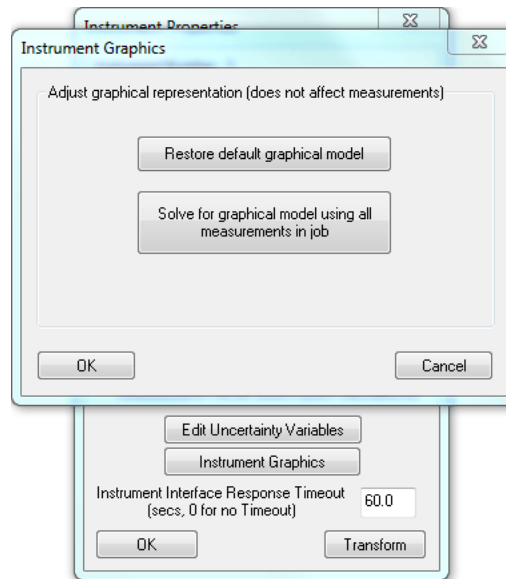 Instrument Properties
Instrument Graphics
Adjust graphical representation (does not affect measurements)
Restore default graphical model
Solve for graphical model using all
measurements in job
OK
Cancel
Edit Uncertainty Variables
Instrument Graphics
Instrument Interface Response Timeout
(secs, 0 for no Timeout)
60.0
OK
Transform